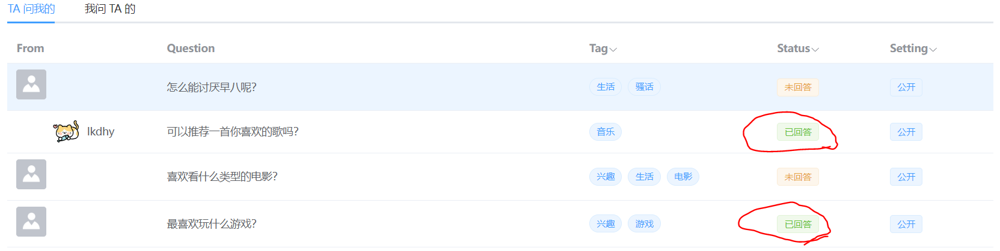 TA 问我的 我问 TA 的
From Question Tag Status Setting
怎么能讨厌早八呢? 生活 骚话 未回答 公开
lkdhy 可以推荐一首你喜欢的歌吗? 音乐 已回答 公开
喜欢看什么类型的电影? 兴趣 生活 电影 未回答 公开
最喜欢玩什么游戏? 兴趣 游戏 已回答 公开